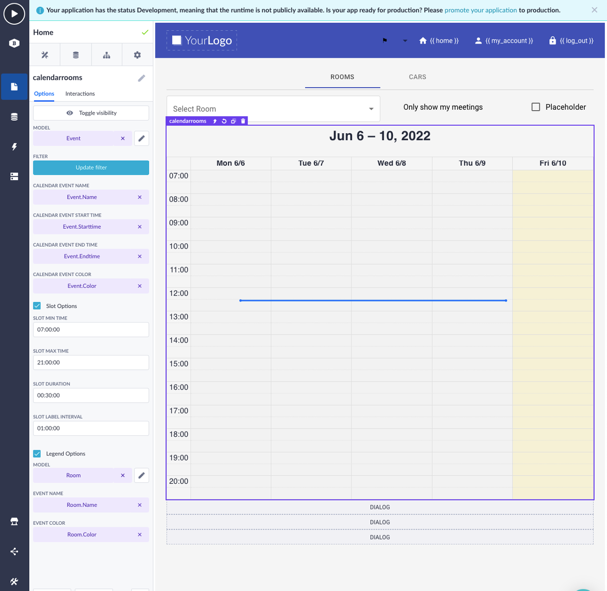 Your application has the status Development, meaning that the runtime is not publicly available. Is your app ready for production? Please promote your application to production.
Home
calendarrooms
Options Interactions
Toggle visibility
MODEL
Event
FILTER
Update filter
CALENDAR EVENT NAME
Event.Name
CALENDAR EVENT START TIME
Event.Starttime
CALENDAR EVENT END TIME
Event.Endtime
CALENDAR EVENT COLOR
Event.Color
Slot Options
SLOT MIN TIME
07:00:00
SLOT MAX TIME
21:00:00
SLOT DURATION
00:30:00
SLOT LABEL INTERVAL
01:00:00
Legend Options
MODEL
Room
EVENT NAME
Room.Name
EVENT COLOR
Room.Color
YourLogo
{{ home }} {{ my_account }} {{ log_out }}
ROOMS CARS
Select Room
Only show my meetings
Placeholder
calendarrooms
Jun 6 – 10, 2022
Mon 6/6 Tue 6/7 Wed 6/8 Thu 6/9 Fri 6/10
07:00
08:00
09:00
10:00
11:00
12:00
13:00
14:00
15:00
16:00
17:00
18:00
19:00
20:00
DIALOG
DIALOG
DIALOG